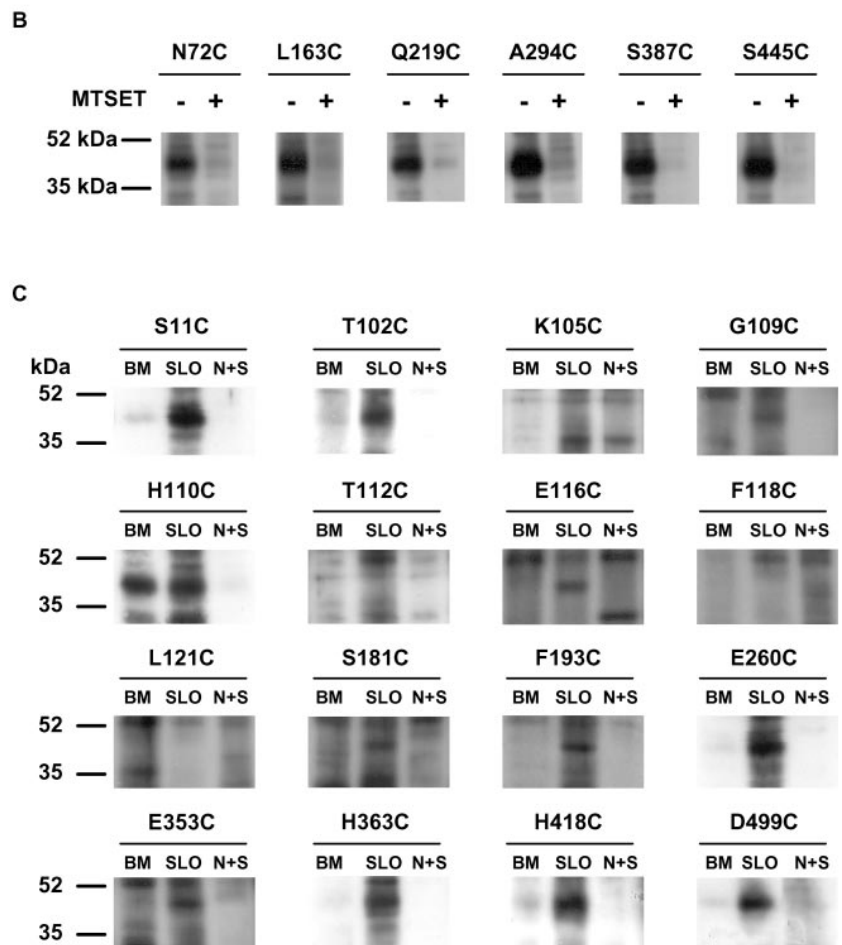 B
N72C L163C Q219C A294C S387C S445C
MTSET - + - + - + - + - + - +
52 kDa
35 kDa
C
S11C T102C K105C G109C
kDa BM SLO N+S BM SLO N+S BM SLO N+S BM SLO N+S
52
35
H110C T112C E116C F118C
BM SLO N+S BM SLO N+S BM SLO N+S BM SLO N+S
52
35
L121C S181C F193C E260C
BM SLO N+S BM SLO N+S BM SLO N+S BM SLO N+S
52
35
E353C H363C H418C D499C
BM SLO N+S BM SLO N+S BM SLO N+S BM SLO N+S
52
35